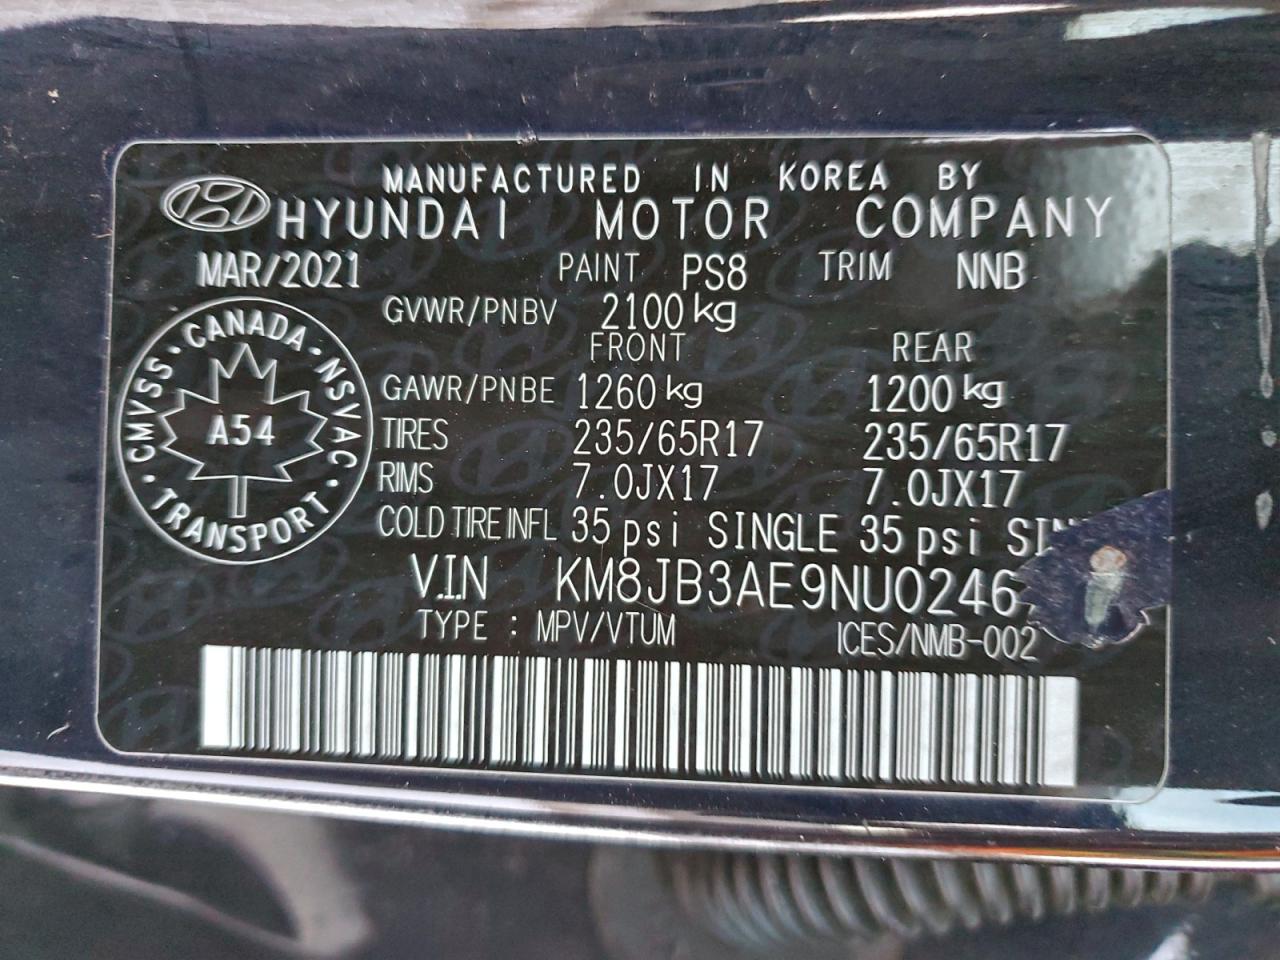 MANUFACTURED IN KOREA BY
HYUNDAI MOTOR COMPANY
MAR/2021 PAINT PS8 TRIM NNB
GVWR/PNBV 2100 kg
FRONT REAR
GAWR/PNBE 1260 kg 1200 kg
TIRES 235/65R17 235/65R17
RIMS 7.0JX17 7.0JX17
COLD TIRE INFL 35 psi SINGLE 35 psi
V.I.N KM8JB3AE9NU0246
TYPE : MPV/VTUM ICES/NMB-002
CMVSS · CANADA · NSVAC · TRANSPORT ·
A54